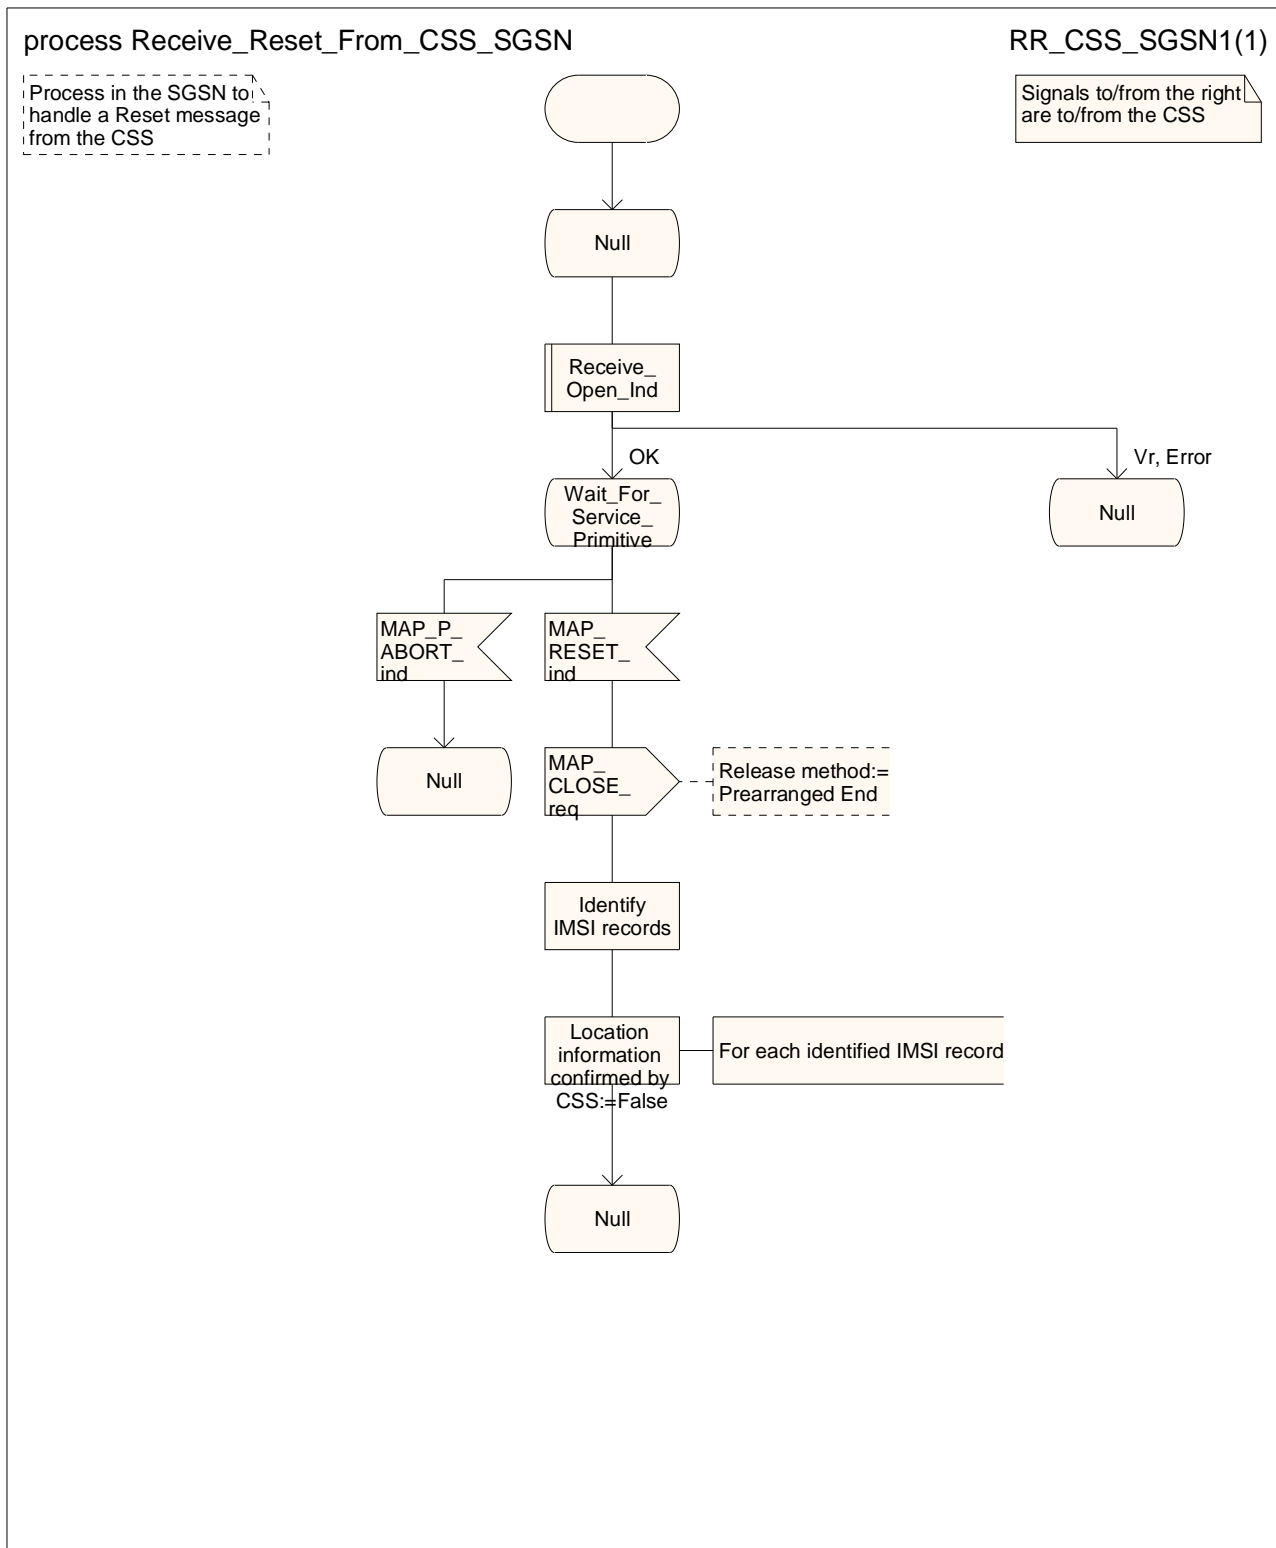 process Receive_Reset_From_CSS_SGSN
RR_CSS_SGSN1(1)
Process in the SGSN to
handle a Reset message
from the CSS
Signals to/from the right
are to/from the CSS
Null
Receive_
Open_Ind
OK
Vr, Error
Wait_For_
Service_
Primitive
Null
MAP_P_
ABORT_
ind
MAP_
RESET_
ind
Null
MAP_
CLOSE_
req
Release method:=
Prearranged End
Identify
IMSI records
Location
information
confirmed by
CSS:=False
For each identified IMSI record
Null